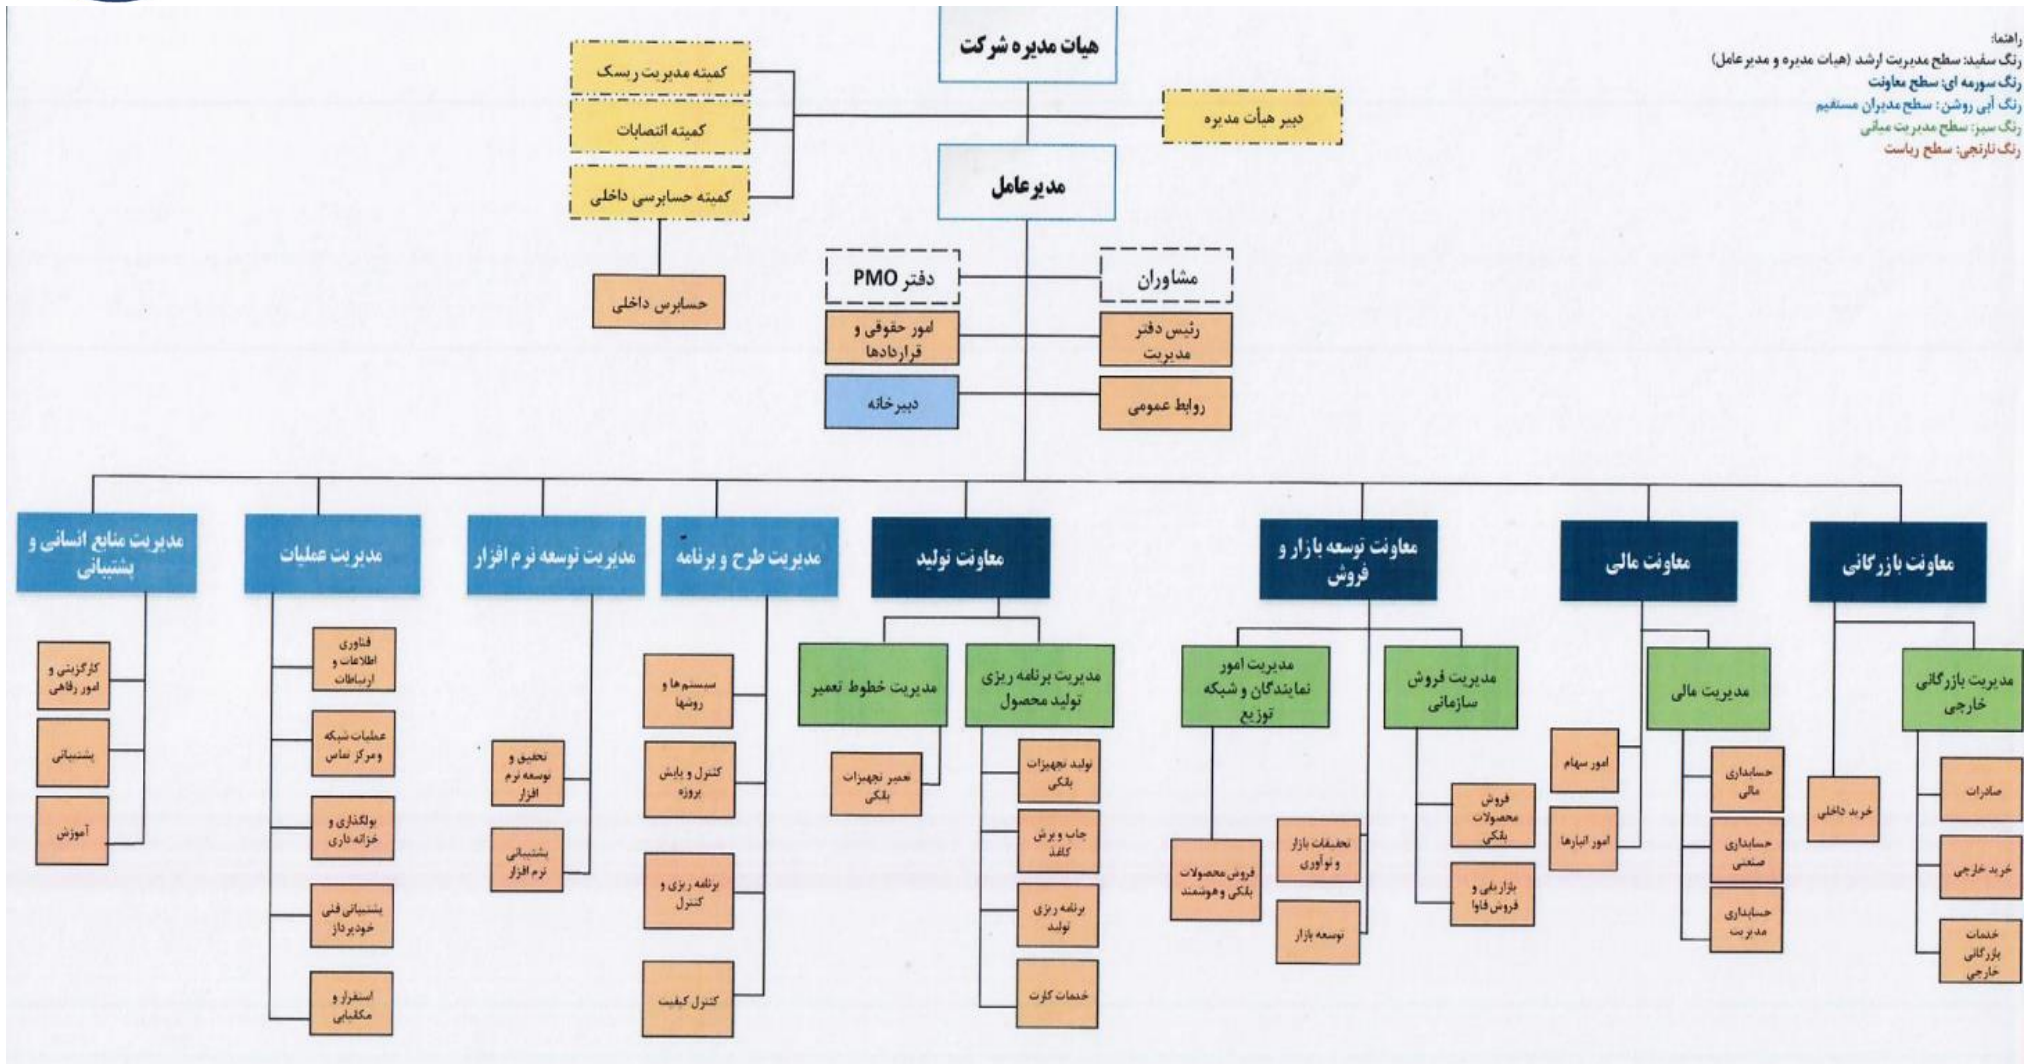 هیات مدیره شرکت
راهنما:
رنگ سفید: سطح مدیریت ارشد (هیات مدیره و مدیرعامل)
رنگ سورمه ای: سطح معاونت
رنگ آبی روشن: سطح مدیران مستقیم
رنگ سبز: سطح مدیریت میانی
رنگ نارنجی: سطح ریاست
کمیته مدیریت ریسک
کمیته انتصابات
کمیته حسابرسی داخلی
دبیر هیأت مدیره
مدیرعامل
حسابرس داخلی
مشاوران
دفتر PMO
رئیس دفتر
مدیریت
امور حقوقی و
قراردادها
روابط عمومی
دبیرخانه
معاونت بازرگانی
معاونت مالی
معاونت توسعه بازار و
فروش
معاونت تولید
مدیریت طرح و برنامه
مدیریت توسعه نرم افزار
مدیریت عملیات
مدیریت منابع انسانی و
پشتیبانی
مدیریت بازرگانی
خارجی
صادرات
خرید خارجی
خدمات
بازرگانی
خارجی
خرید داخلی
مدیریت مالی
حسابداری
مالی
حسابداری
صنعتی
حسابداری
مدیریت
امور سهام
امور انبارها
مدیریت فروش
سازمانی
فروش
محصولات
بانکی
بازاریابی و
فروش فاوا
تحقیقات بازار
و نوآوری
توسعه بازار
مدیریت امور
نمایندگان و شبکه
توزیع
فروش محصولات
بانکی و هوشمند
مدیریت برنامه ریزی
تولید محصول
تولید تجهیزات
بانکی
چاپ و برش
کاغذ
برنامه ریزی
تولید
خدمات کارت
مدیریت خطوط تعمیر
تعمیر تجهیزات
بانکی
سیستم ها و
روشها
کنترل و پایش
پروژه
برنامه ریزی و
کنترل
کنترل کیفیت
تحقیق و
توسعه نرم
افزار
پشتیبانی
نرم افزار
فناوری
اطلاعات و
ارتباطات
عملیات شبکه
و مرکز تماس
پولگذاری و
خزانه داری
پشتیبانی فنی
خودپرداز
استقرار و
مکانیابی
کارگزینی و
امور رفاهی
پشتیبانی
آموزش